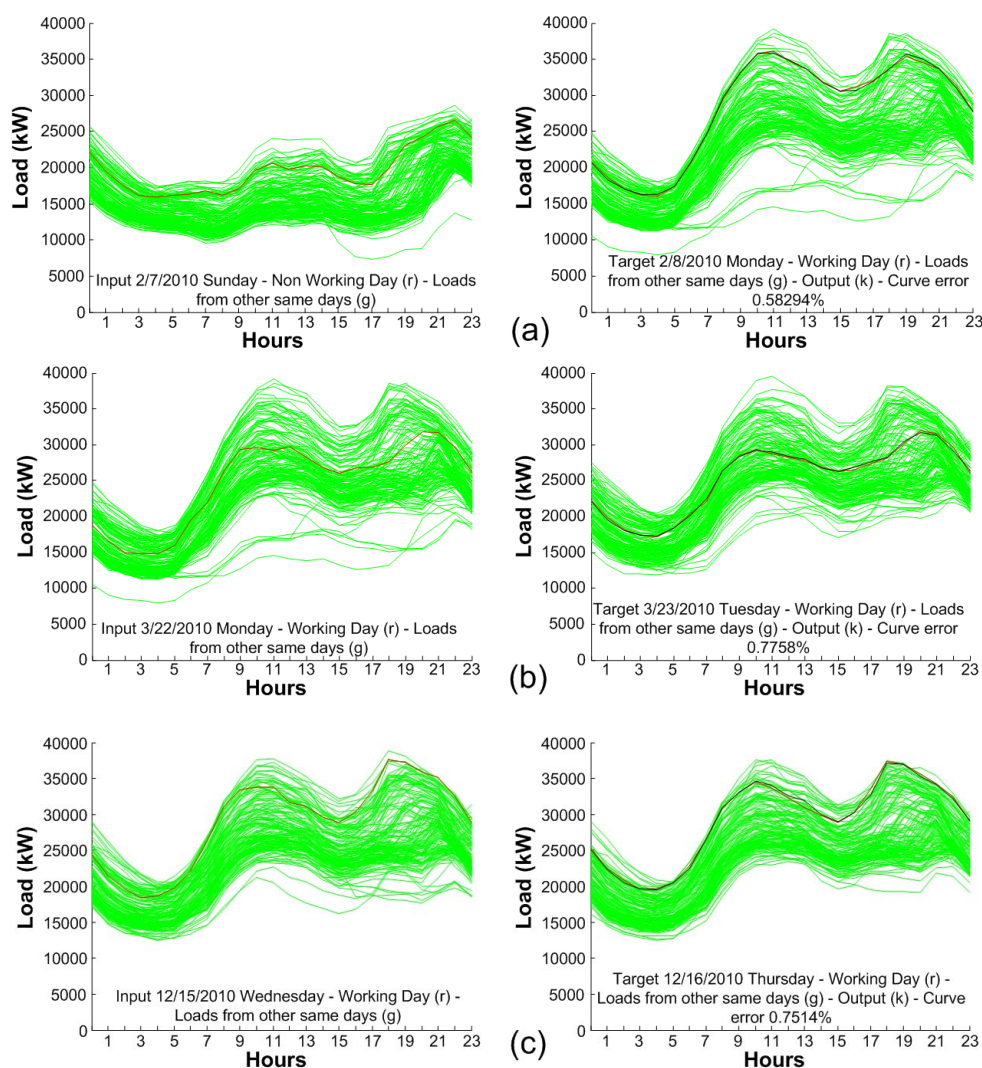 40000
35000
30000
25000
20000
15000
10000
5000
0
Load (kW)
Input 2/7/2010 Sunday - Non Working Day (r) - Loads
from other same days (g)
1 3 5 7 9 11 13 15 17 19 21 23
Hours
40000
35000
30000
25000
20000
15000
10000
5000
0
Load (kW)
Target 2/8/2010 Monday - Working Day (r) - Loads
from other same days (g) - Output (k) - Curve error
0.58294%
1 3 5 7 9 11 13 15 17 19 21 23
Hours
(a)
40000
35000
30000
25000
20000
15000
10000
5000
0
Load (kW)
Input 3/22/2010 Monday - Working Day (r) - Loads
from other same days (g)
1 3 5 7 9 11 13 15 17 19 21 23
Hours
40000
35000
30000
25000
20000
15000
10000
5000
0
Load (kW)
Target 3/23/2010 Tuesday - Working Day (r) - Loads
from other same days (g) - Output (k) - Curve error
0.7758%
1 3 5 7 9 11 13 15 17 19 21 23
Hours
(b)
40000
35000
30000
25000
20000
15000
10000
5000
0
Load (kW)
Input 12/15/2010 Wednesday - Working Day (r) -
Loads from other same days (g)
1 3 5 7 9 11 13 15 17 19 21 23
Hours
40000
35000
30000
25000
20000
15000
10000
5000
0
Load (kW)
Target 12/16/2010 Thursday - Working Day (r) -
Loads from other same days (g) - Output (k) - Curve
error 0.7514%
1 3 5 7 9 11 13 15 17 19 21 23
Hours
(c)